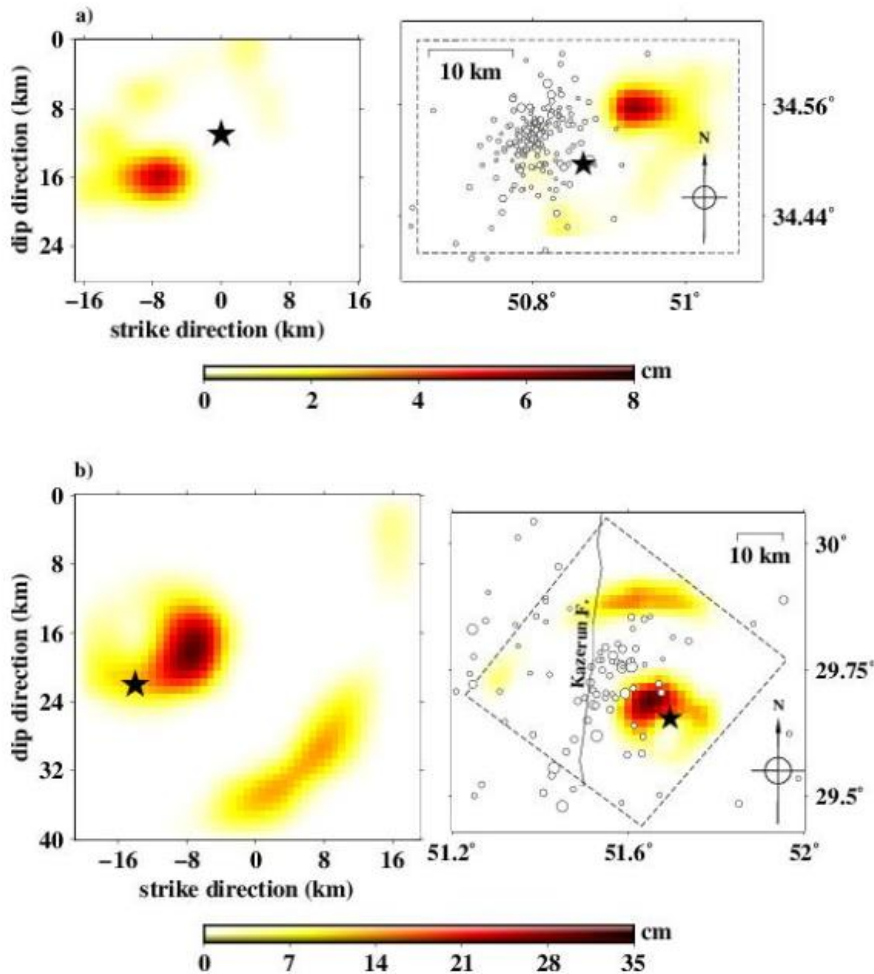 a)
dip direction (km)
0
8
16
24
−16 −8 0 8 16
strike direction (km)
10 km
N
34.56°
34.44°
50.8° 51°
0 2 4 6 8
cm
b)
dip direction (km)
0
8
16
24
32
40
−16 −8 0 8 16
strike direction (km)
10 km
Kazerun F.
N
30°
29.75°
29.5°
51.2° 51.6° 52°
0 7 14 21 28 35
cm